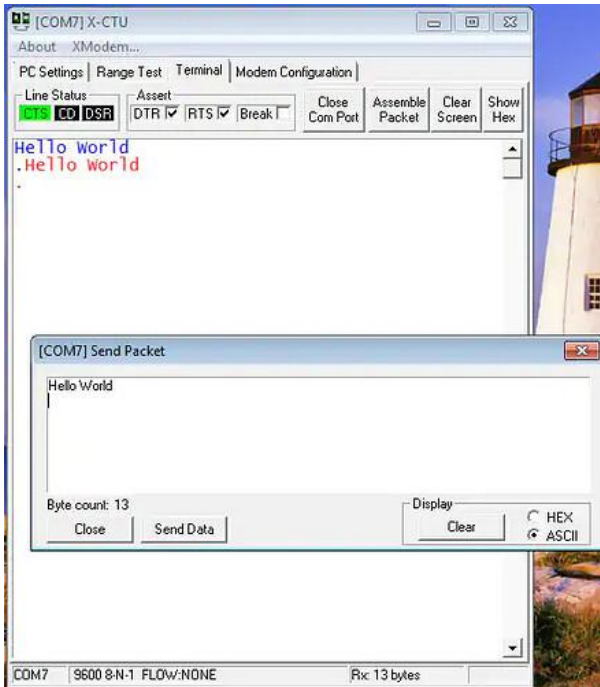 [COM7] X-CTU
About XModem...
PC Settings Range Test Terminal Modem Configuration
Line Status
CTS CD DSR
Assert
DTR RTS Break
Close Com Port
Assemble Packet
Clear Screen
Show Hex
Hello World
.Hello World
.
[COM7] Send Packet
Hello World
Byte count: 13
Close
Send Data
Display
Clear
HEX
ASCII
COM7 9600 8-N-1 FLOW:NONE Rx: 13 bytes